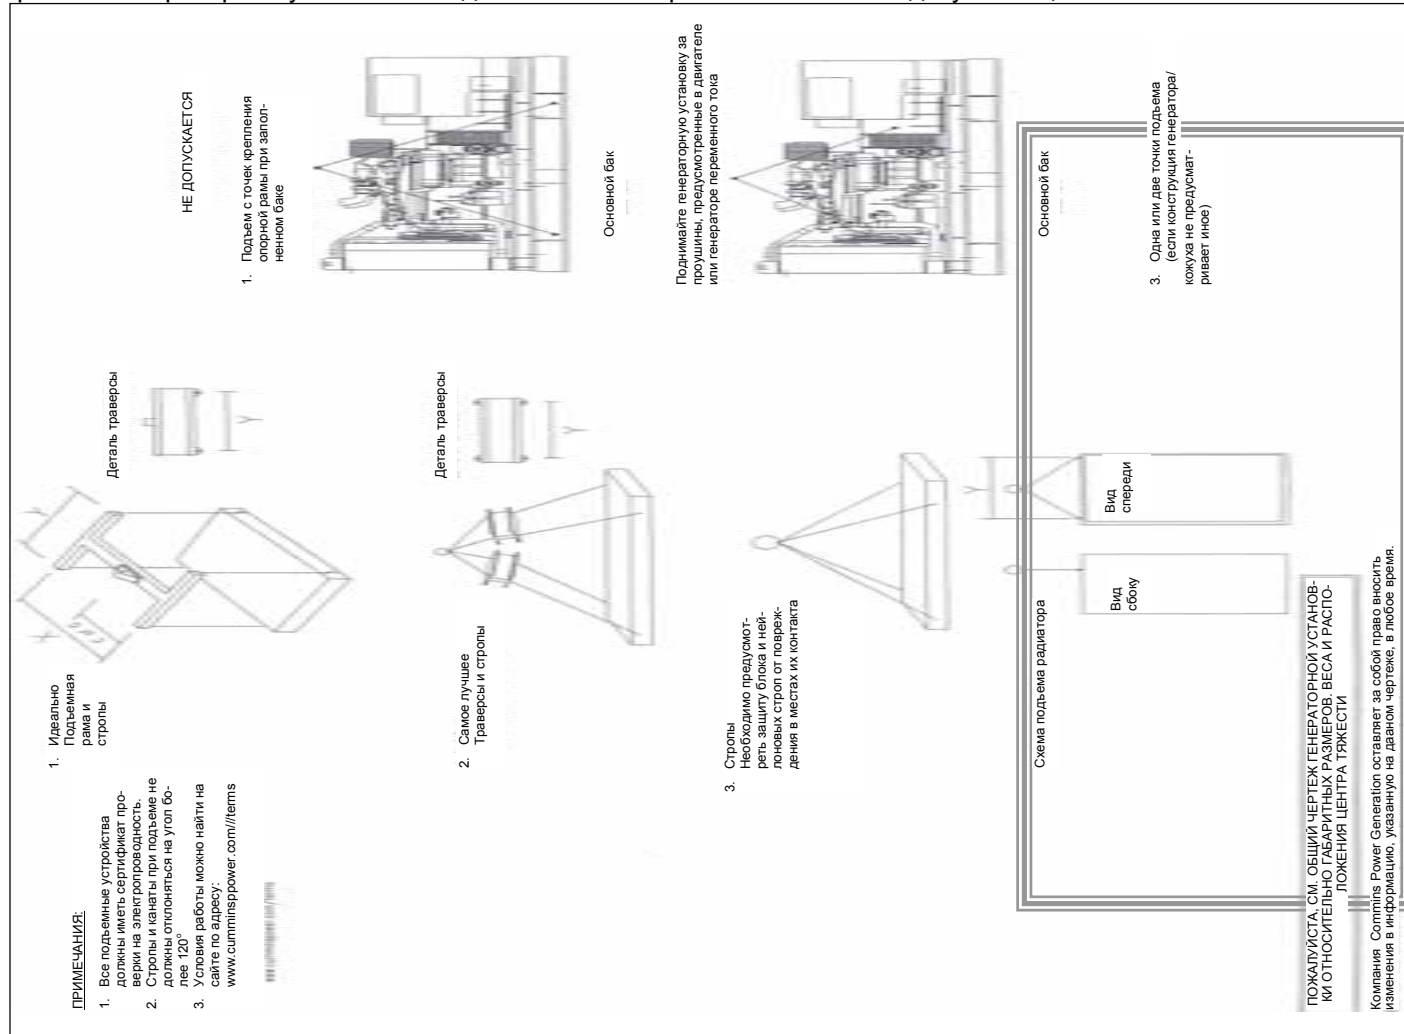 ПРИМЕЧАНИЯ:
1. Все подъемные устройства
должны иметь сертификат про-
верки на электропроводность.
2. Стропы и канаты при подъеме не
должны отклоняться на угол бо-
лее 120°
3. Условия работы можно найти на
сайте по адресу:
www.cumminsppower.com//terms
1. Идеально
Подъемная
рама и
стропы
Деталь траверсы
2. Самое лучшее
Траверсы и стропы
Деталь траверсы
3. Стропы
Необходимо предусмот-
реть защиту блока и ней-
лоновых строп от повреж-
дения в местах их контакта
НЕ ДОПУСКАЕТСЯ
1. Подъем с точек крепления
опорной рамы при запол-
ненном баке
Основной бак
Поднимайте генераторную установку за
проушины, предусмотренные в двигателе
или генераторе переменного тока
Основной бак
3. Одна или две точки подъема
(если конструкция генератора/
кожуха не предусмат-
ривает иное)
Схема подъема радиатора
Вид
сбоку
Вид
спереди
ПОЖАЛУЙСТА, СМ. ОБЩИЙ ЧЕРТЕЖ ГЕНЕРАТОРНОЙ УСТАНОВ-
КИ ОТНОСИТЕЛЬНО ГАБАРИТНЫХ РАЗМЕРОВ. ВЕСА И РАСПО-
ЛОЖЕНИЯ ЦЕНТРА ТЯЖЕСТИ
Компания Commins Power Generation оставляет за собой право вносить
изменения в информацию, указанную на дааном чертеже, в любое время.